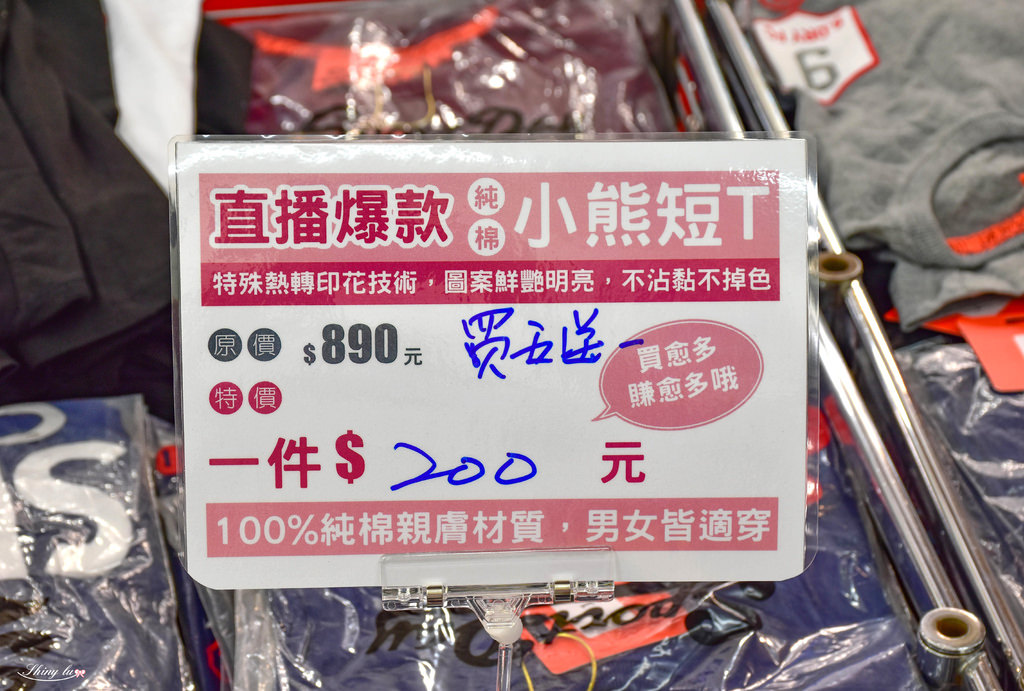 直播爆款 純棉 小熊短T
特殊熱轉印花技術，圖案鮮艷明亮，不沾黏不掉色
原價 $890元 買五送一
買愈多
賺愈多哦
特價
一件$ 200 元
100%純棉親膚材質，男女皆適穿
Shiny lu